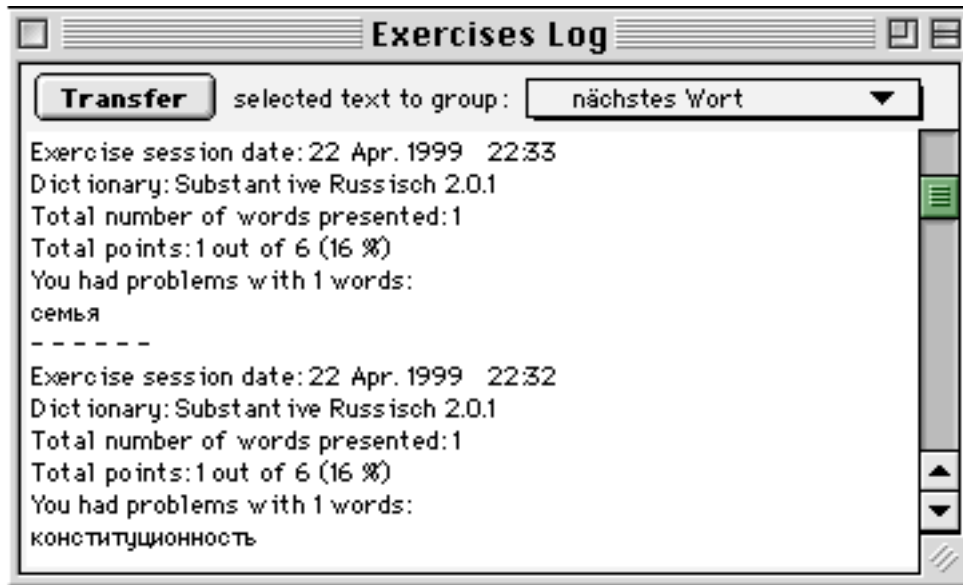 Exercises Log
Transfer selected text to group: nächstes Wort
Exercise session date: 22 Apr. 1999 22:33
Dictionary: Substantive Russisch 2.0.1
Total number of words presented: 1
Total points: 1 out of 6 (16 %)
You had problems with 1 words:
семья
- - - - - -
Exercise session date: 22 Apr. 1999 22:32
Dictionary: Substantive Russisch 2.0.1
Total number of words presented: 1
Total points: 1 out of 6 (16 %)
You had problems with 1 words:
конституционность